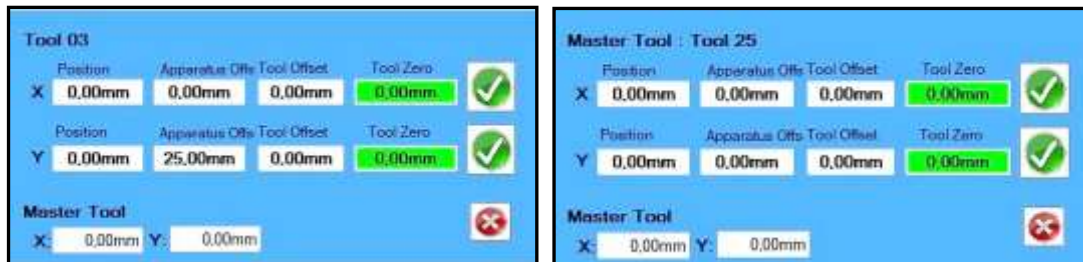 Tool 03
Position Apparatus Offs Tool Offset Tool Zero
X 0,00mm 0,00mm 0,00mm 0,00mm
Position Apparatus Offs Tool Offset Tool Zero
Y 0,00mm 25,00mm 0,00mm 0,00mm
Master Tool
X: 0,00mm Y: 0,00mm
Master Tool : Tool 25
Position Apparatus Offs Tool Offset Tool Zero
X 0,00mm 0,00mm 0,00mm 0,00mm
Position Apparatus Offs Tool Offset Tool Zero
Y 0,00mm 0,00mm 0,00mm 0,00mm
Master Tool
X: 0,00mm Y: 0,00mm